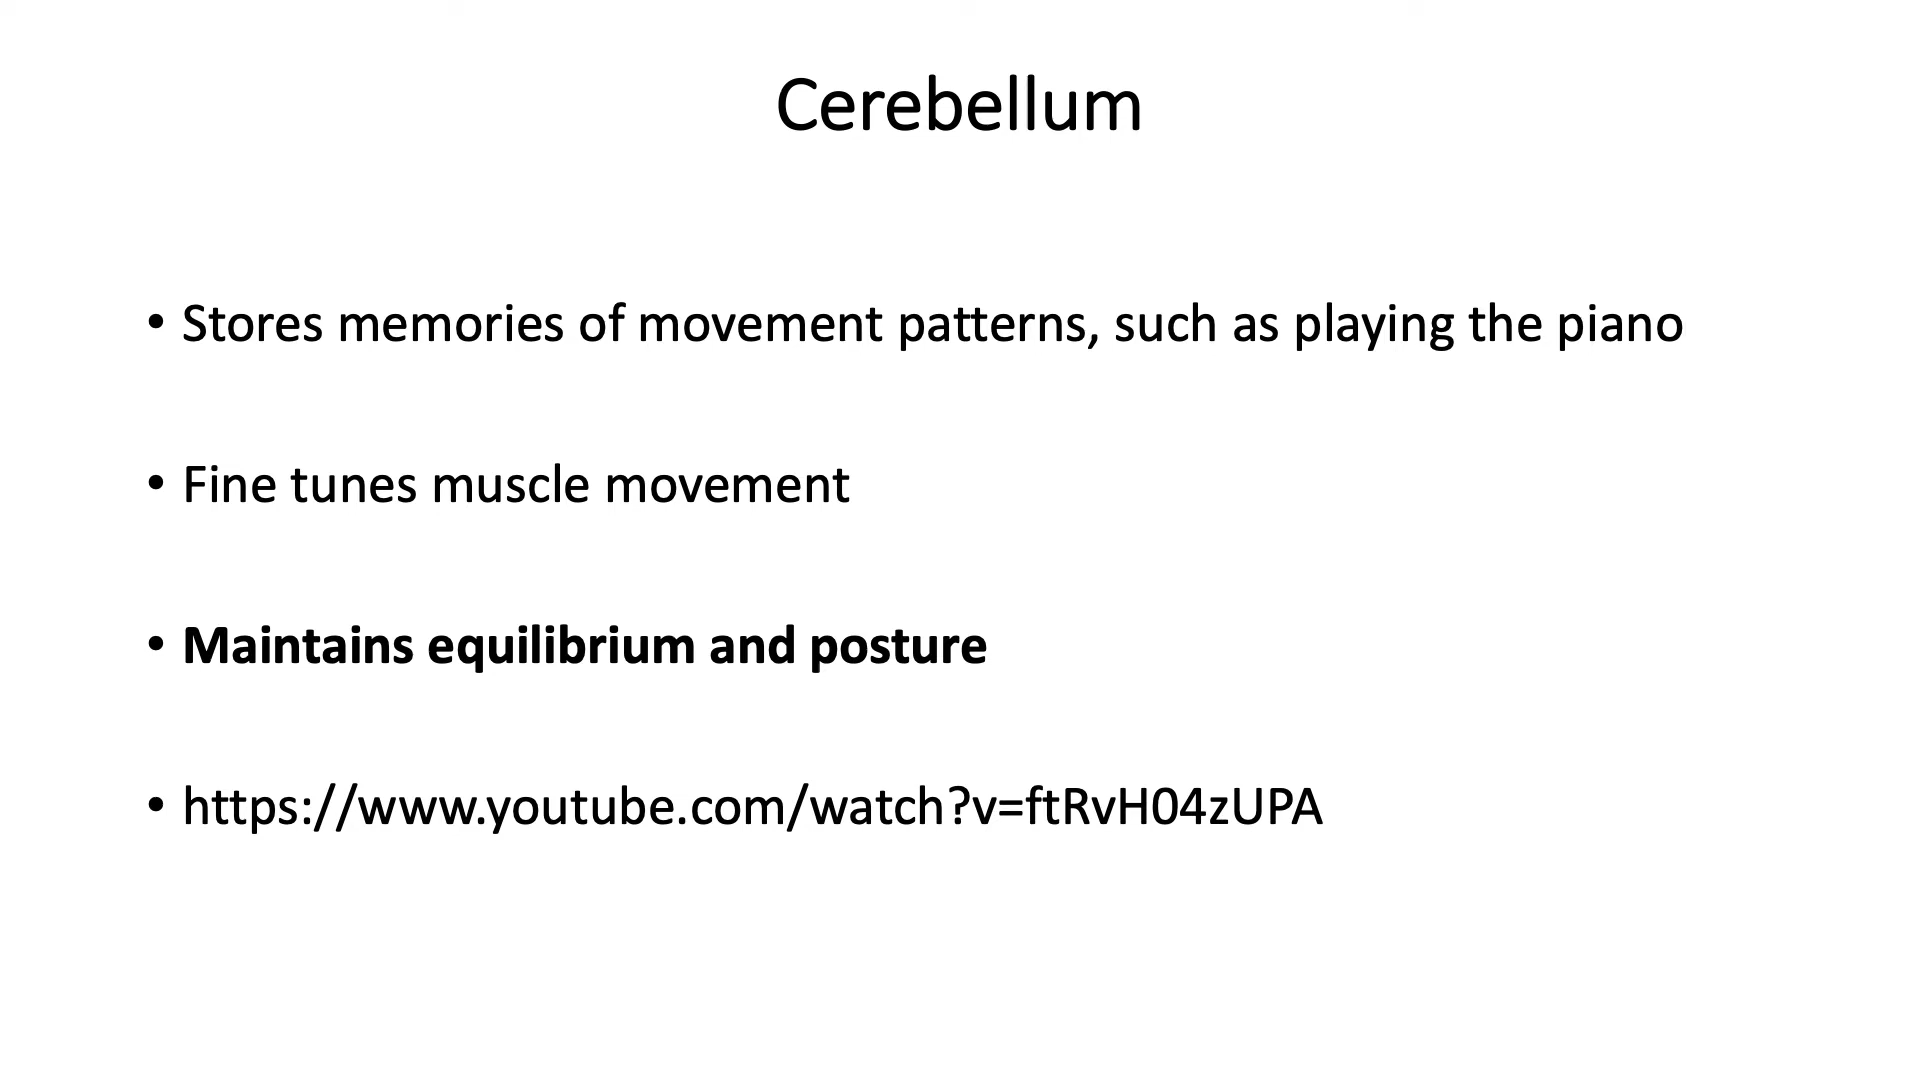 Cerebellum
• Stores memories of movement patterns, such as playing the piano
• Fine tunes muscle movement
• Maintains equilibrium and posture
• https://www.youtube.com/watch?v=ftRvH04zUPA